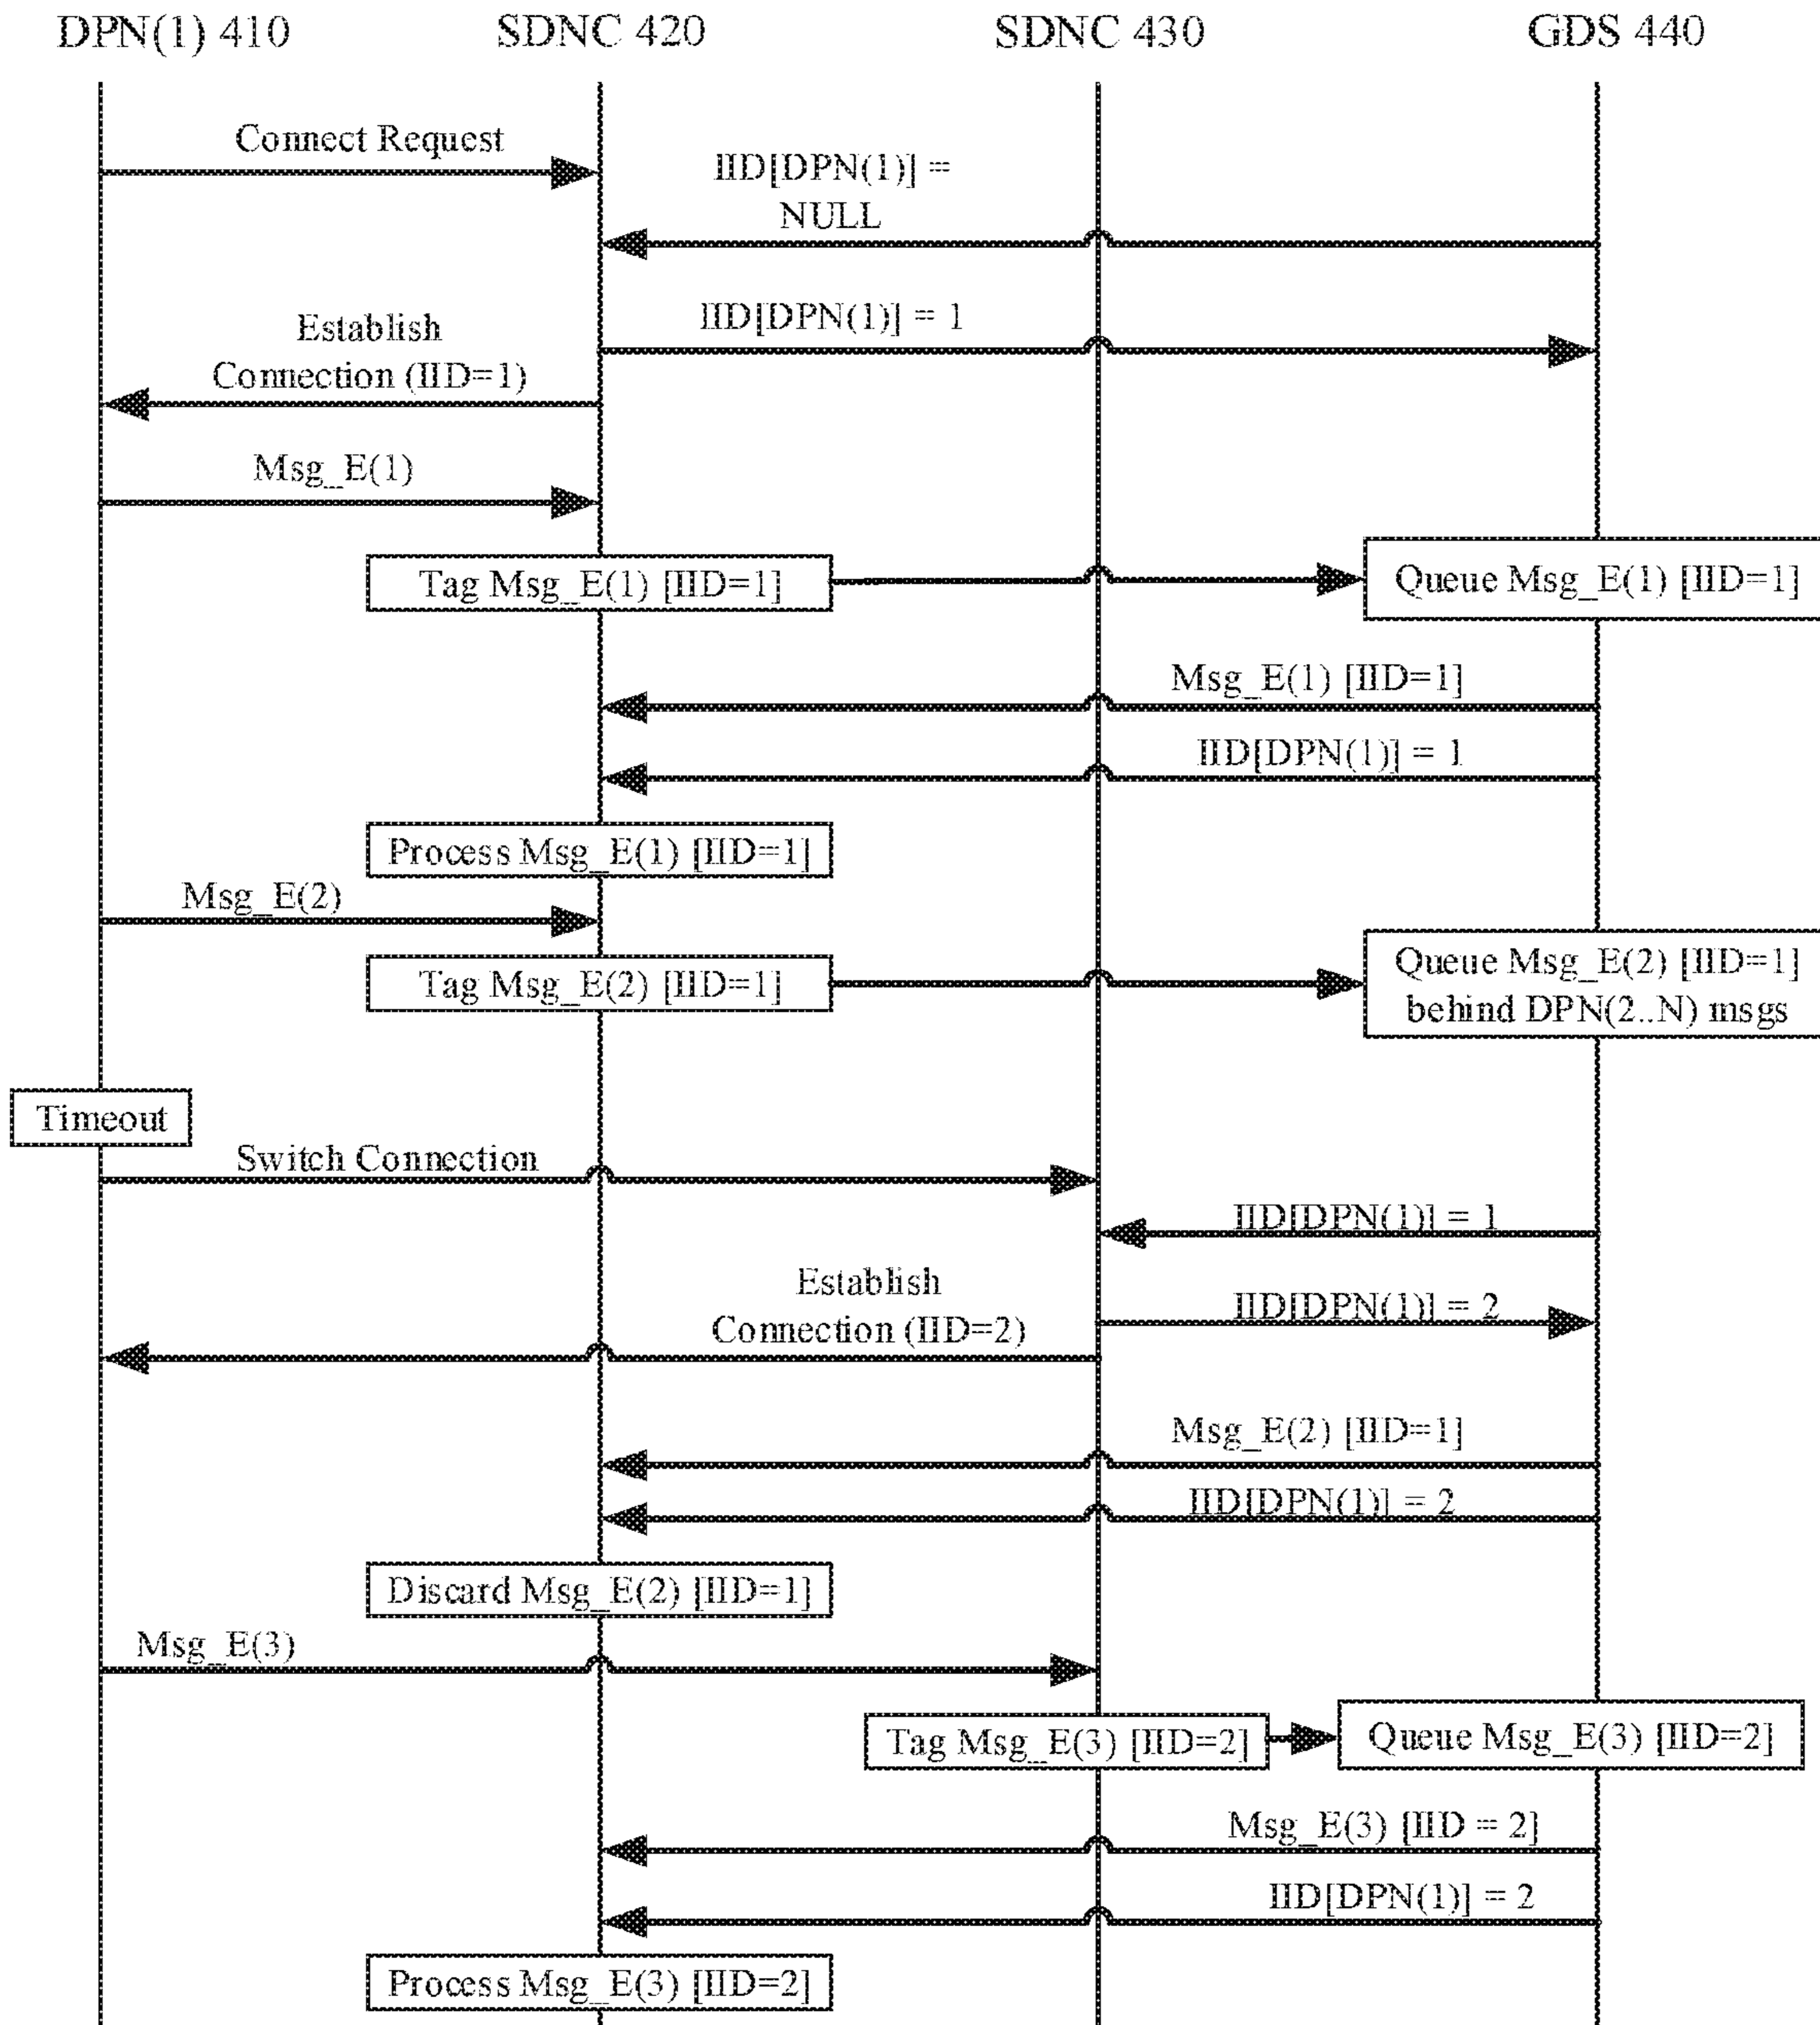 DPN(1) 410
SDNC 420
SDNC 430
GDS 440
Connect Request
IID[DPN(1)] =
NULL
IID[DPN(1)] = 1
Establish
Connection (IID=1)
Msg_E(1)
Tag Msg_E(1) [IID=1]
Queue Msg_E(1) [IID=1]
Msg_E(1) [IID=1]
IID[DPN(1)] = 1
Process Msg_E(1) [IID=1]
Msg_E(2)
Tag Msg_E(2) [IID=1]
Queue Msg_E(2) [IID=1]
behind DPN(2..N) msgs
Timeout
Switch Connection
IID[DPN(1)] = 1
Establish
Connection (IID=2)
IID[DPN(1)] = 2
Msg_E(2) [IID=1]
IID[DPN(1)] = 2
Discard Msg_E(2) [IID=1]
Msg_E(3)
Tag Msg_E(3) [IID=2]
Queue Msg_E(3) [IID=2]
Msg_E(3) [IID = 2]
IID[DPN(1)] = 2
Process Msg_E(3) [IID=2]